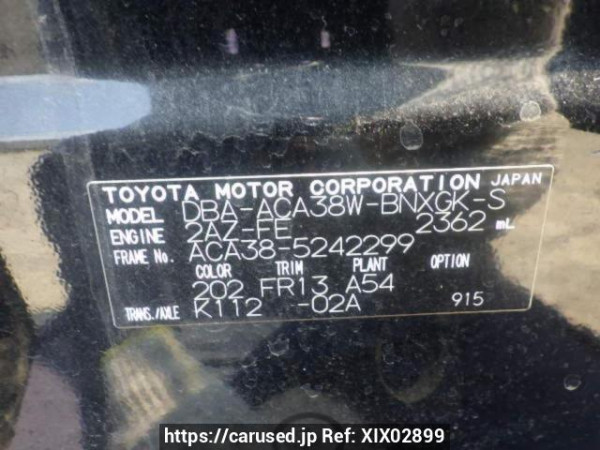 TOYOTA MOTOR CORPORATION JAPAN
MODEL DBA-ACA38W-BNXGK-S
ENGINE 2AZ-FE 2362 mL
FRAME No. ACA38-5242299
COLOR TRIM PLANT OPTION
202 FR13 A54
TRANS./AXLE K112 -02A 915
https://carused.jp Ref: XIX02899